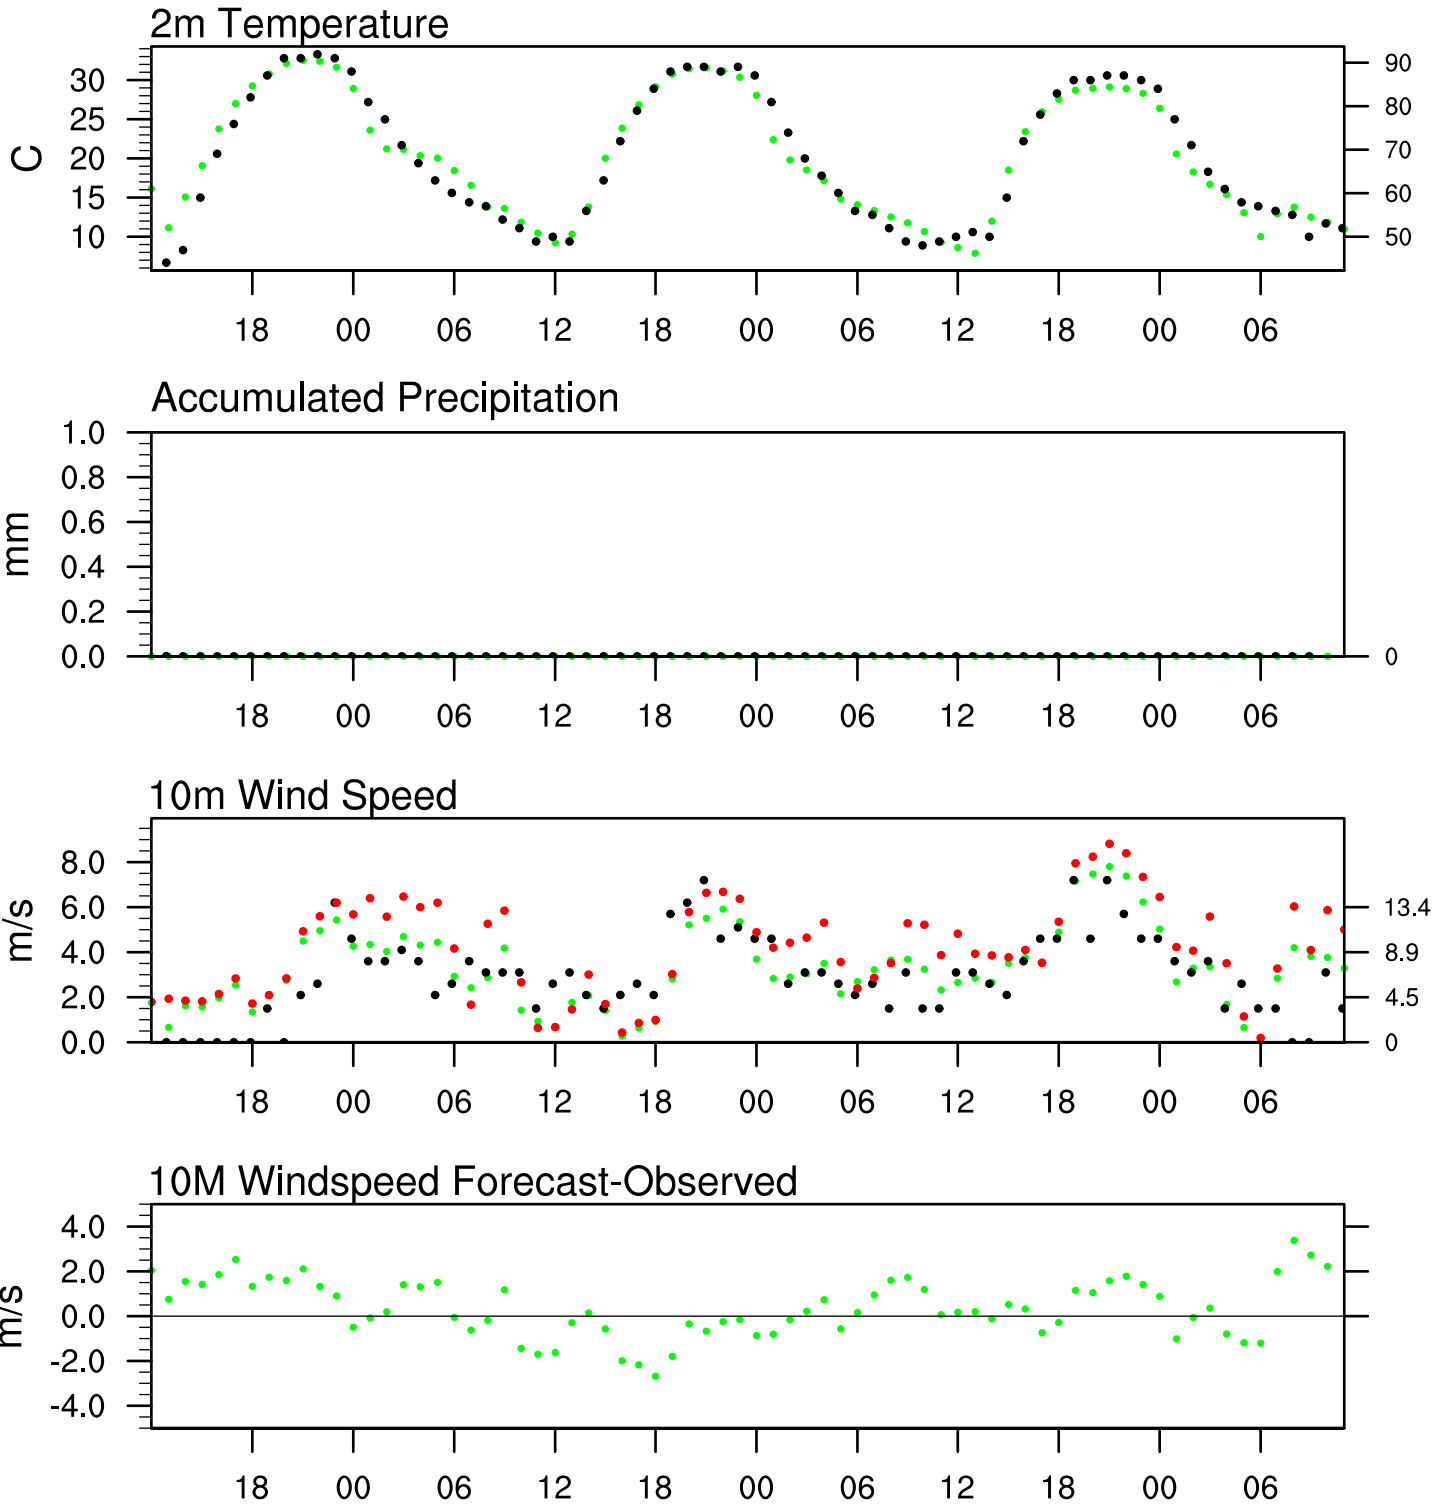 2m Temperature
30
25
20
15
10
C
90
80
70
60
50
18 00 06 12 18 00 06 12 18 00 06
Accumulated Precipitation
1.0
0.8
0.6
0.4
0.2
0.0
mm
0
18 00 06 12 18 00 06 12 18 00 06
10m Wind Speed
8.0
6.0
4.0
2.0
0.0
m/s
13.4
8.9
4.5
0
18 00 06 12 18 00 06 12 18 00 06
10M Windspeed Forecast-Observed
4.0
2.0
0.0
-2.0
-4.0
m/s
18 00 06 12 18 00 06 12 18 00 06